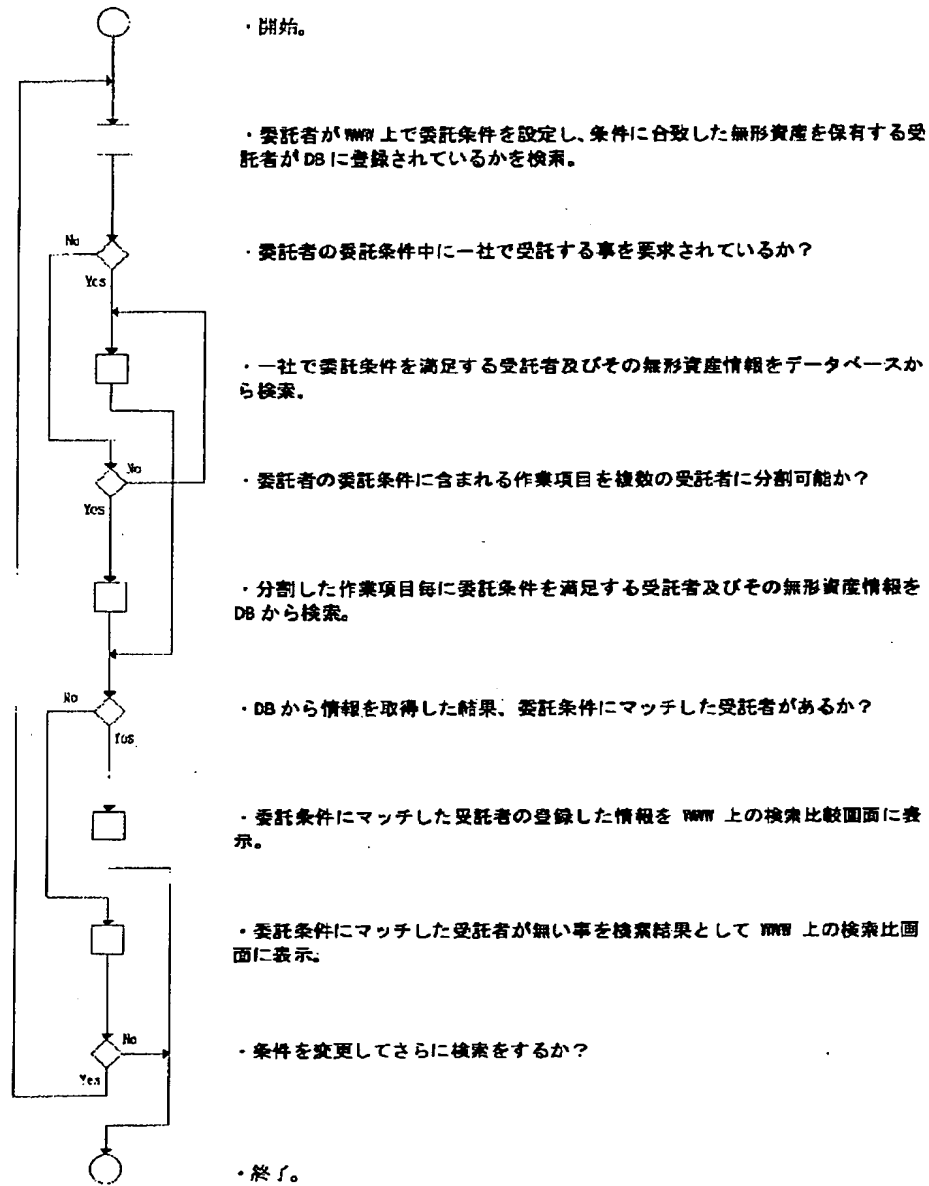 ・開始。
・委託者が WWW 上で委託条件を設定し、条件に合致した無形資産を保有する受
託者が DB に登録されているかを検索。
No
・委託者の委託条件中に一社で受託する事を要求されているか?
Yes
・一社で委託条件を満足する受託者及びその無形資産情報をデータベースか
ら検索。
No
・委託者の委託条件に含まれる作業項目を複数の受託者に分割可能か?
Yes
・分割した作業項目毎に委託条件を満足する受託者及びその無形資産情報を
DB から検索。
No
・DB から情報を取得した結果、委託条件にマッチした受託者があるか?
Yes
・委託条件にマッチした受託者の登録した情報を WWW 上の検索比較画面に表
示。
・委託条件にマッチした受託者が無い事を検索結果として WWW 上の検索比画
面に表示。
No
・条件を変更してさらに検索をするか?
Yes
・終了。